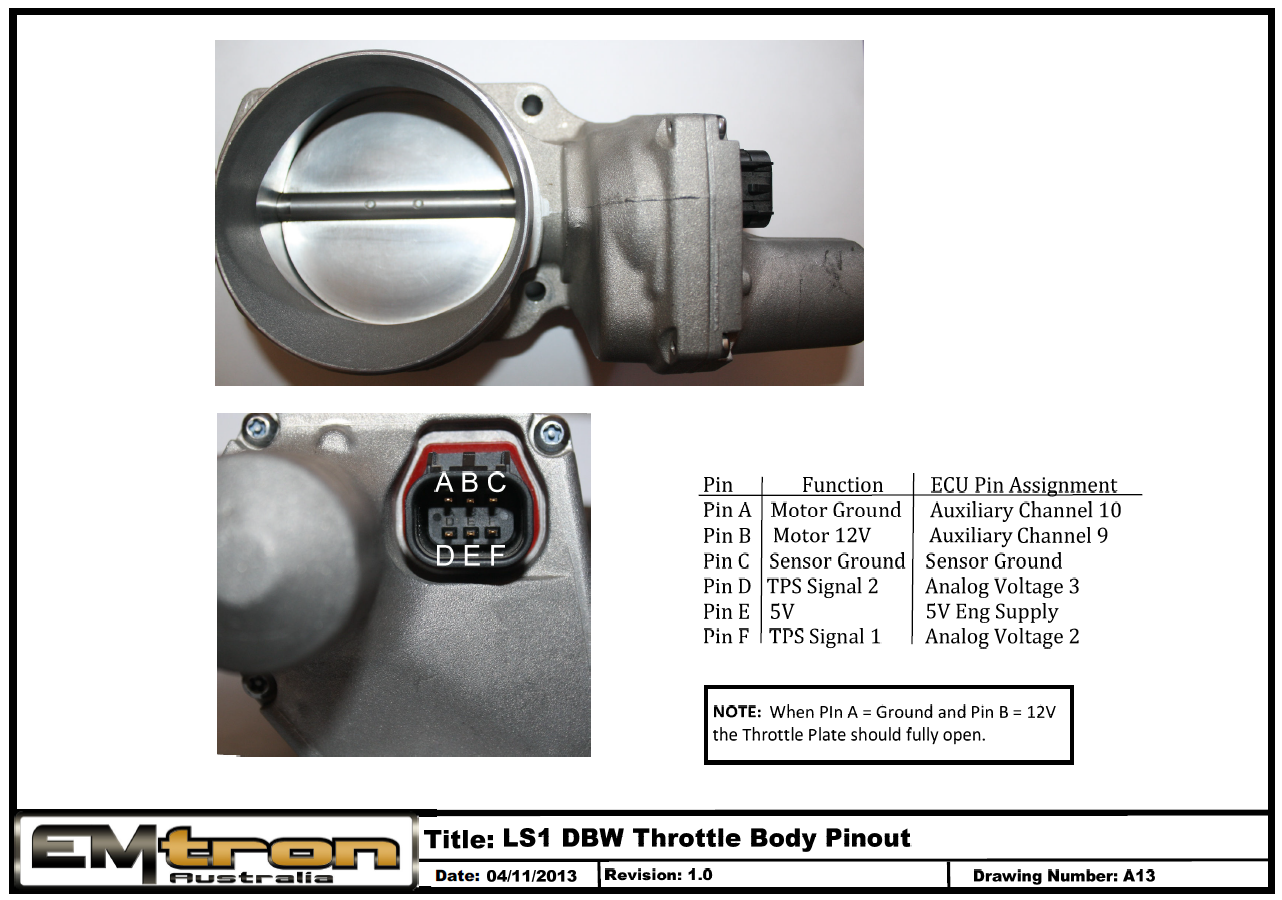 A B C
D E F
D E F
Pin Function ECU Pin Assignment
Pin A Motor Ground Auxiliary Channel 10
Pin B Motor 12V Auxiliary Channel 9
Pin C Sensor Ground Sensor Ground
Pin D TPS Signal 2 Analog Voltage 3
Pin E 5V 5V Eng Supply
Pin F TPS Signal 1 Analog Voltage 2
NOTE: When PIn A = Ground and Pin B = 12V
the Throttle Plate should fully open.
EMtron
Australia
Title: LS1 DBW Throttle Body Pinout
Date: 04/11/2013 Revision: 1.0 Drawing Number: A13